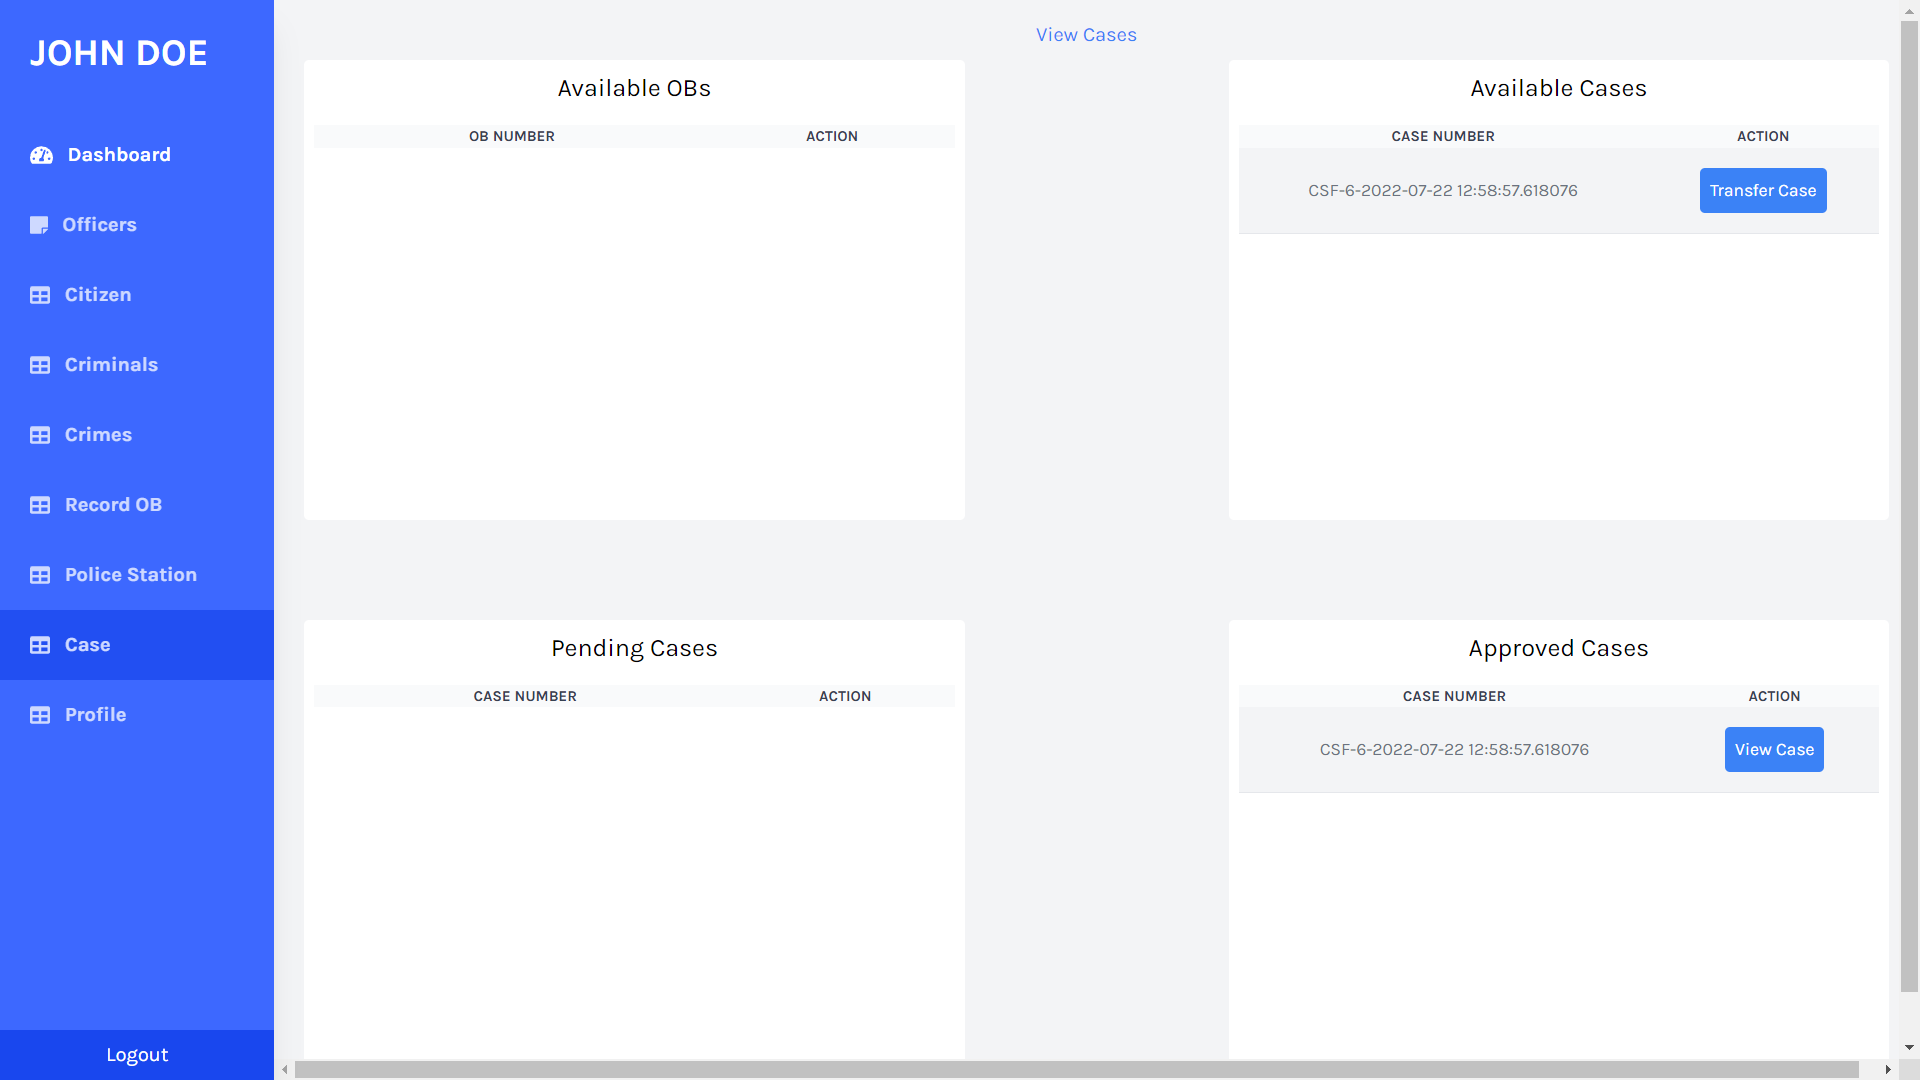 JOHN DOE
Dashboard
Officers
Citizen
Criminals
Crimes
Record OB
Police Station
Case
Profile
Logout
View Cases
Available OBs
OB NUMBER ACTION
Available Cases
CASE NUMBER ACTION
CSF-6-2022-07-22 12:58:57.618076 Transfer Case
Pending Cases
CASE NUMBER ACTION
Approved Cases
CASE NUMBER ACTION
CSF-6-2022-07-22 12:58:57.618076 View Case